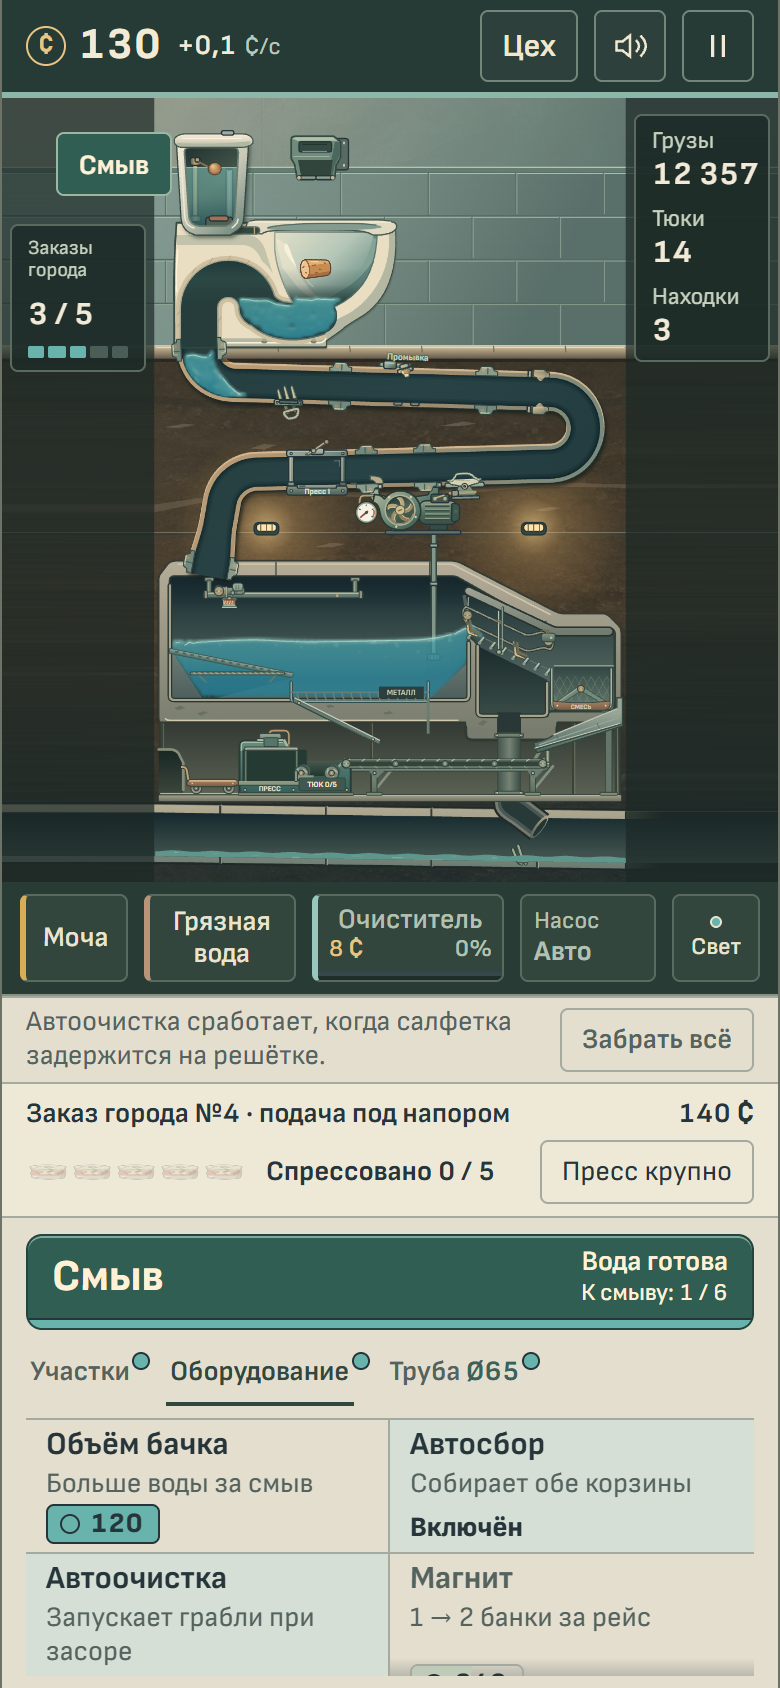 ₵ 130 +0,1 ₵/с
Цех
Смыв
Грузы
12 357
Тюки
14
Находки
3
Заказы
города
3 / 5
Промывка
Пресс I
МЕТАЛЛ
СМЕСЬ
ПРЕСС
ТЮК 0/5
Моча
Грязная
вода
Очиститель
8 ₵ 0%
Насос
Авто
Свет
Автоочистка сработает, когда салфетка
задержится на решётке.
Забрать всё
Заказ города №4 · подача под напором 140 ₵
Спрессовано 0 / 5
Пресс крупно
Смыв
Вода готова
К смыву: 1 / 6
Участки
Оборудование
Труба Ø65
Объём бачка
Больше воды за смыв
120
Автосбор
Собирает обе корзины
Включён
Автоочистка
Запускает грабли при
засоре
Магнит
1 → 2 банки за рейс